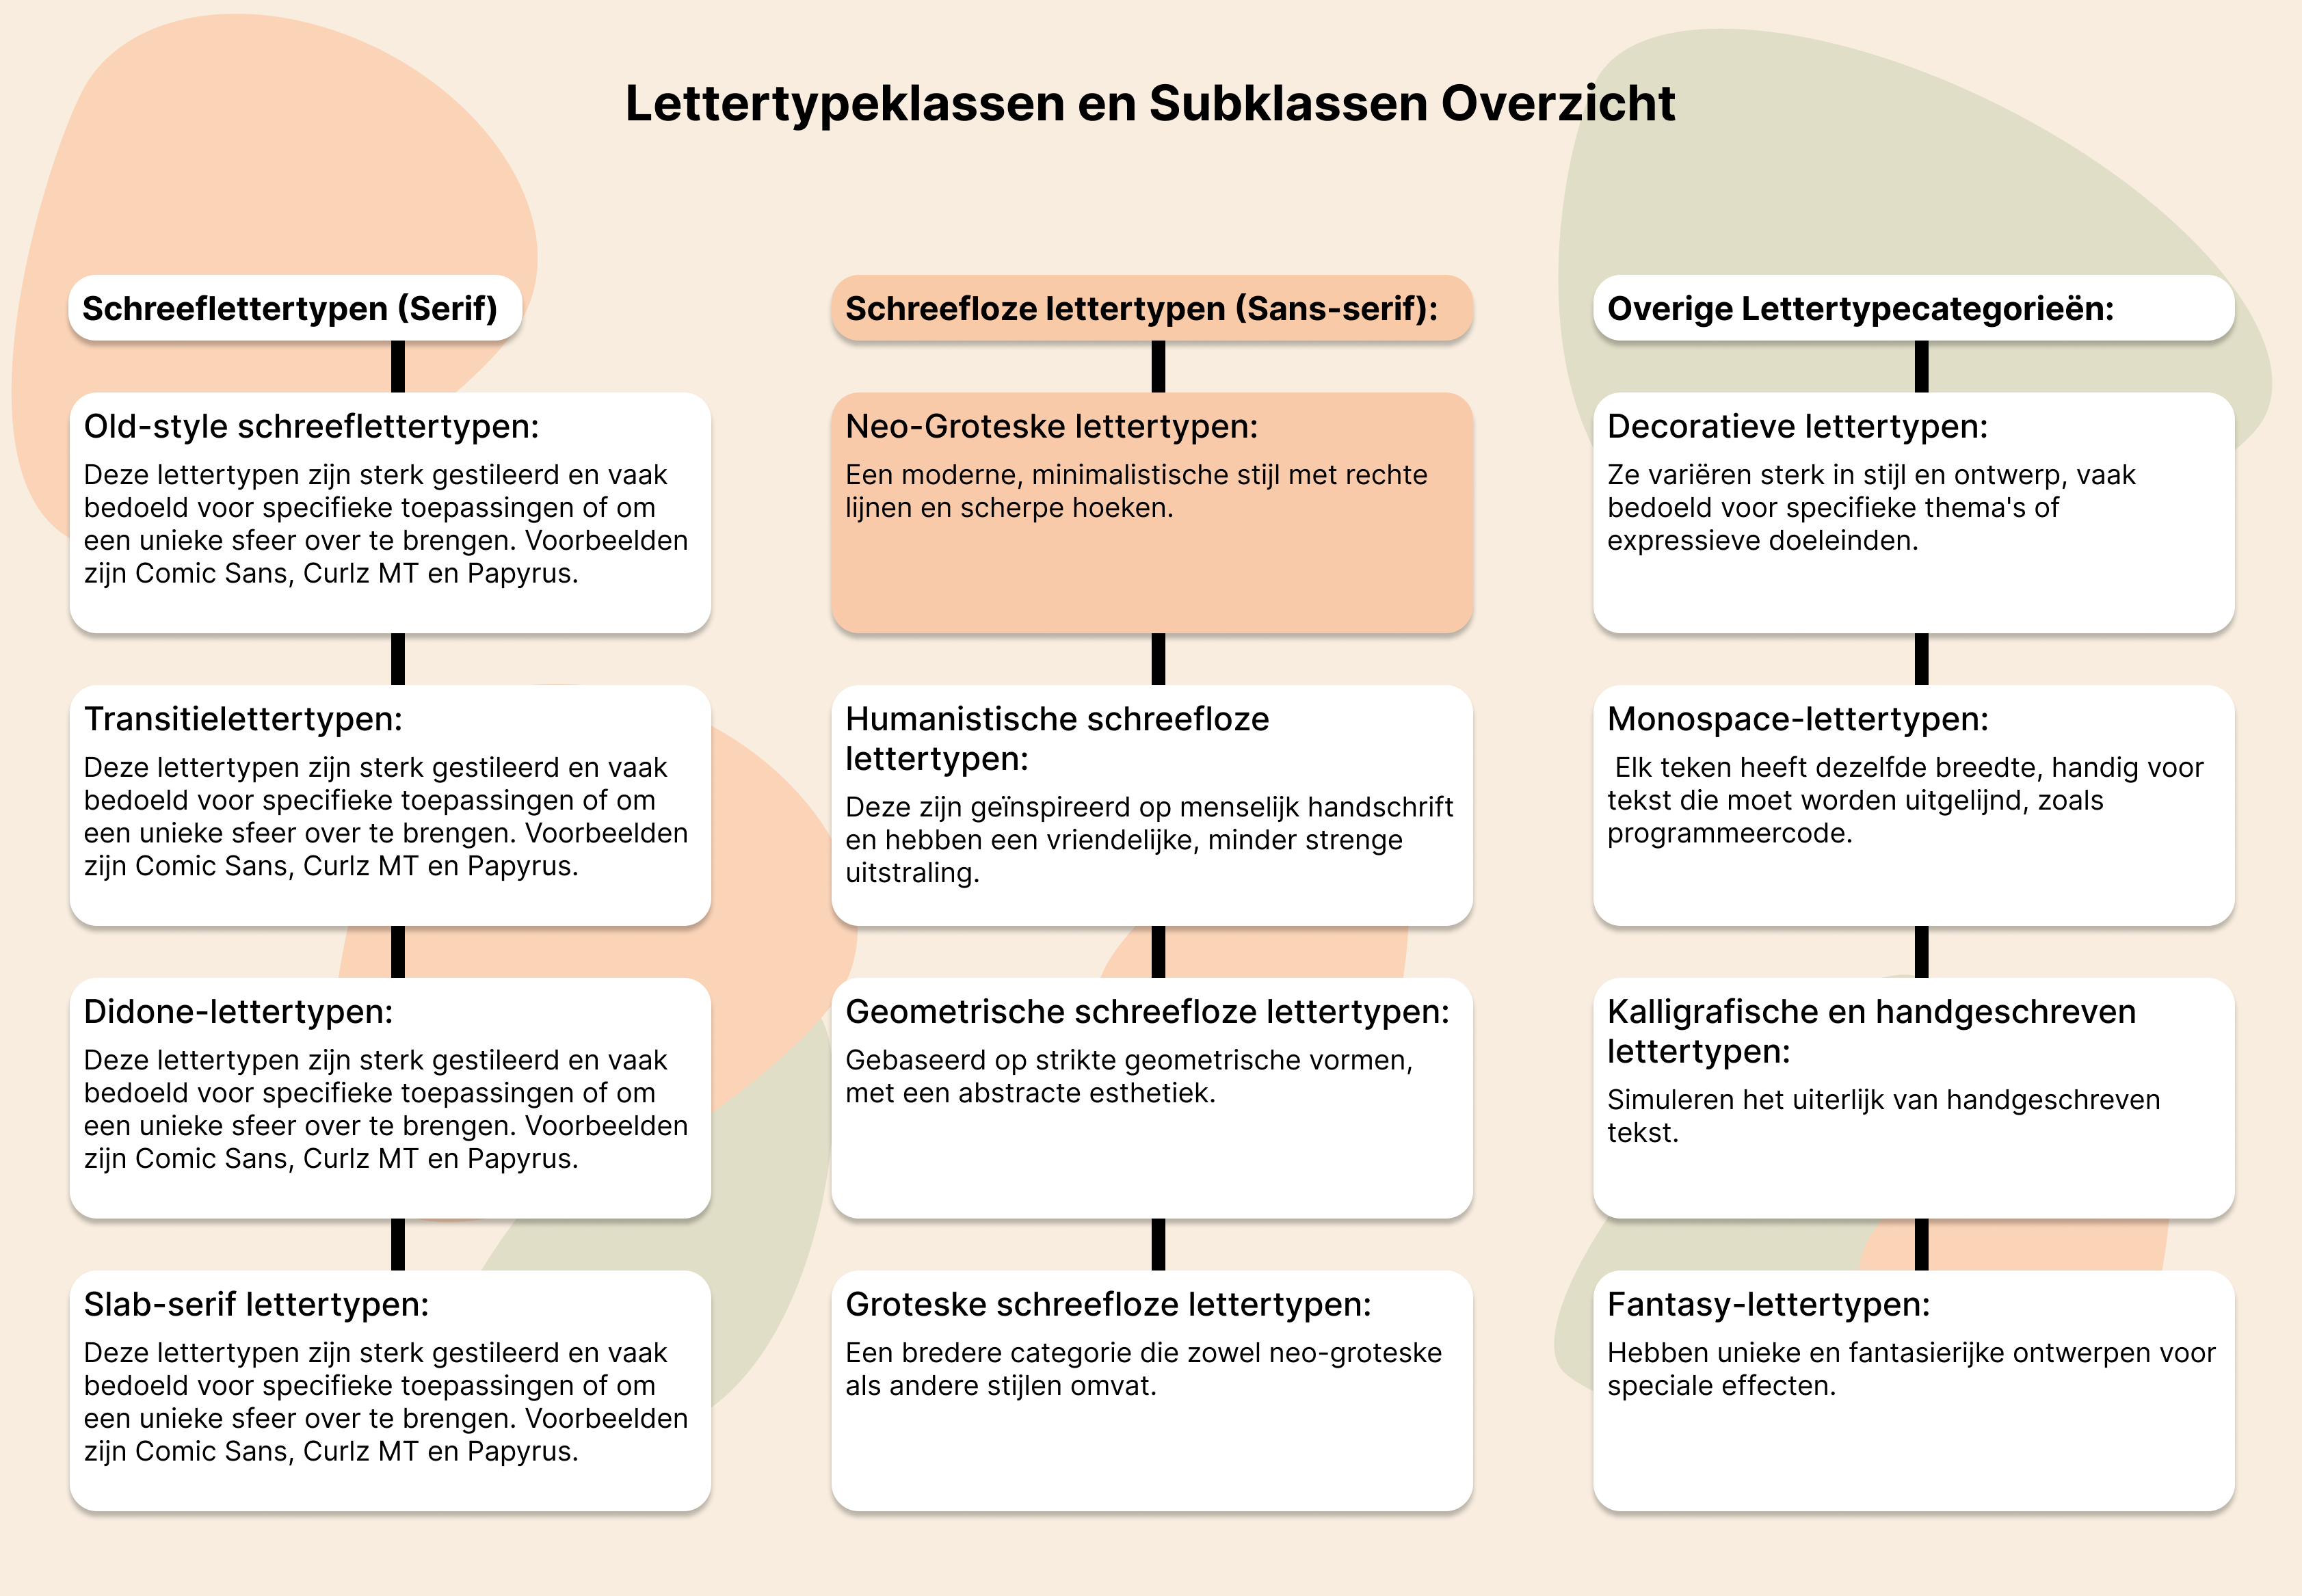 Lettertypeklassen en Subklassen Overzicht
Schreeflettertypen (Serif)
Old-style schreeflettertypen:
Deze lettertypen zijn sterk gestileerd en vaak
bedoeld voor specifieke toepassingen of om
een unieke sfeer over te brengen. Voorbeelden
zijn Comic Sans, Curlz MT en Papyrus.
Transitielettertypen:
Deze lettertypen zijn sterk gestileerd en vaak
bedoeld voor specifieke toepassingen of om
een unieke sfeer over te brengen. Voorbeelden
zijn Comic Sans, Curlz MT en Papyrus.
Didone-lettertypen:
Deze lettertypen zijn sterk gestileerd en vaak
bedoeld voor specifieke toepassingen of om
een unieke sfeer over te brengen. Voorbeelden
zijn Comic Sans, Curlz MT en Papyrus.
Slab-serif lettertypen:
Deze lettertypen zijn sterk gestileerd en vaak
bedoeld voor specifieke toepassingen of om
een unieke sfeer over te brengen. Voorbeelden
zijn Comic Sans, Curlz MT en Papyrus.
Schreefloze lettertypen (Sans-serif):
Neo-Groteske lettertypen:
Een moderne, minimalistische stijl met rechte
lijnen en scherpe hoeken.
Humanistische schreefloze
lettertypen:
Deze zijn geïnspireerd op menselijk handschrift
en hebben een vriendelijke, minder strenge
uitstraling.
Geometrische schreefloze lettertypen:
Gebaseerd op strikte geometrische vormen,
met een abstracte esthetiek.
Groteske schreefloze lettertypen:
Een bredere categorie die zowel neo-groteske
als andere stijlen omvat.
Overige Lettertypecategorieën:
Decoratieve lettertypen:
Ze variëren sterk in stijl en ontwerp, vaak
bedoeld voor specifieke thema's of
expressieve doeleinden.
Monospace-lettertypen:
Elk teken heeft dezelfde breedte, handig voor
tekst die moet worden uitgelijnd, zoals
programmeercode.
Kalligrafische en handgeschreven
lettertypen:
Simuleren het uiterlijk van handgeschreven
tekst.
Fantasy-lettertypen:
Hebben unieke en fantasierijke ontwerpen voor
speciale effecten.